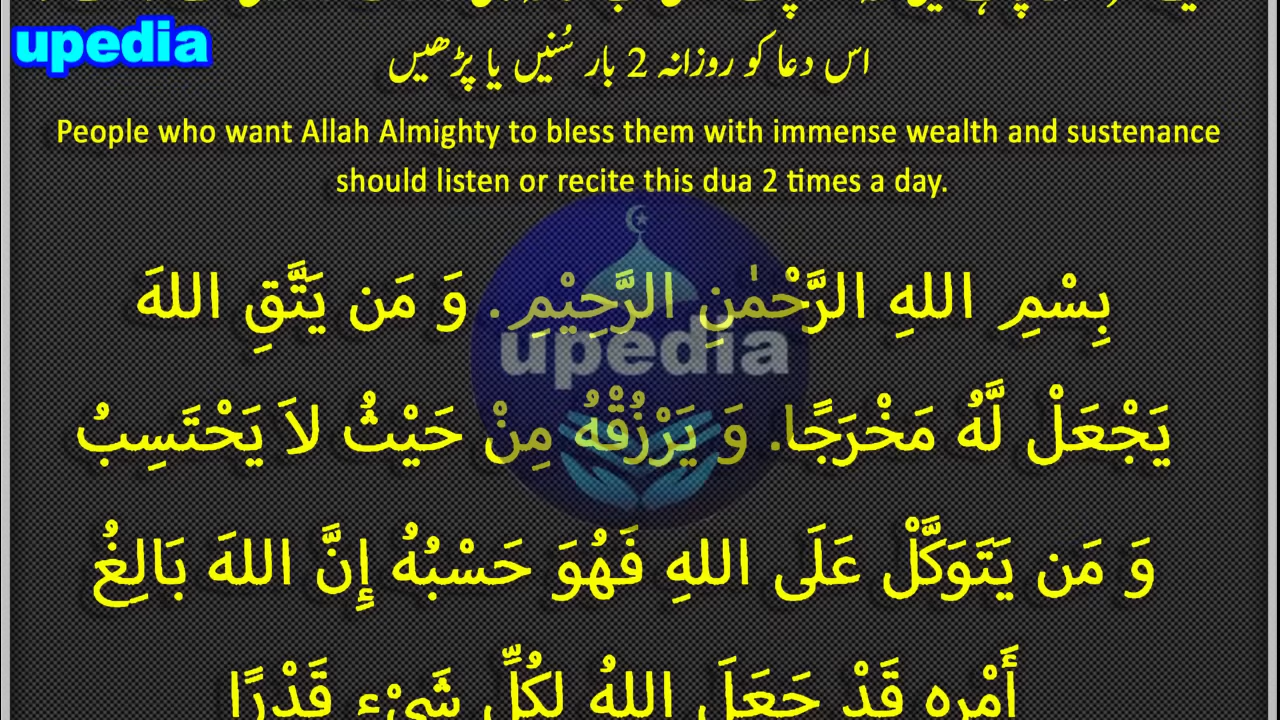 upedia
اس دعا کو روزانہ 2 بار سُنیں یا پڑھیں
People who want Allah Almighty to bless them with immense wealth and sustenance
should listen or recite this dua 2 times a day.
بِسْمِ اللهِ الرَّحْمٰنِ الرَّحِيْمِ. وَ مَن يَتَّقِ اللهَ
upedia
يَجْعَلْ لَّهُ مَخْرَجًا. وَ يَرْزُقْهُ مِنْ حَيْثُ لاَ يَحْتَسِبُ
وَ مَن يَتَوَكَّلْ عَلَى اللهِ فَهُوَ حَسْبُهُ إِنَّ اللهَ بَالِغُ
أَمْرِهِ قَدْ جَعَلَ اللهُ لِكُلِّ شَيْءٍ قَدْرًا